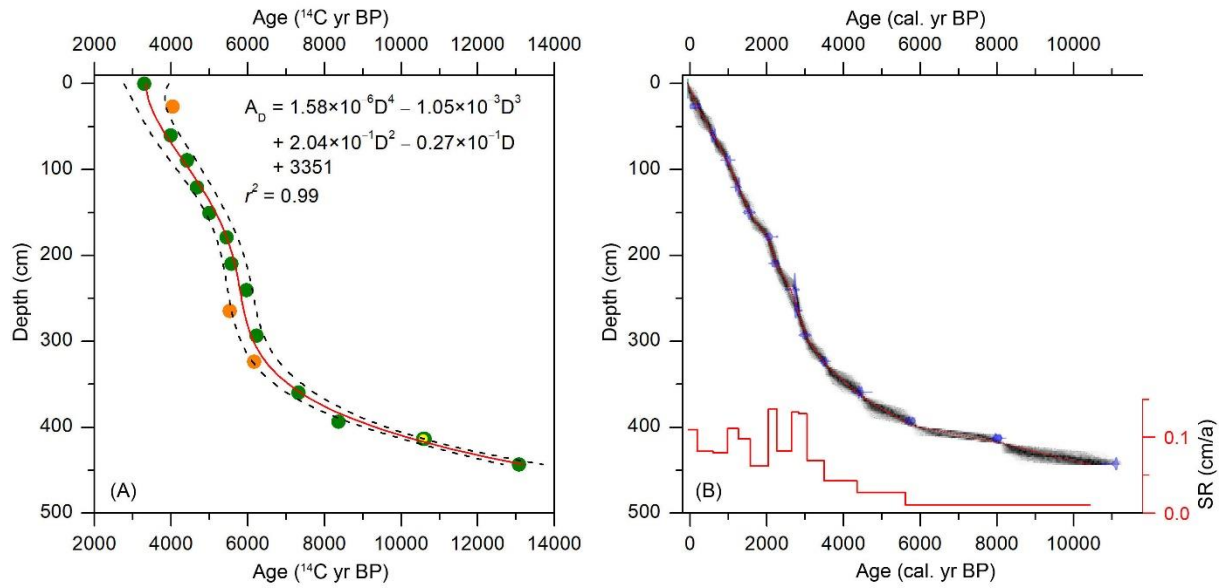 Age (¹⁴C yr BP)
2000 4000 6000 8000 10000 12000 14000
0
100
200
300
400
500
Depth (cm)
A_D = 1.58×10 ⁶D⁴ – 1.05×10 ³D³
+ 2.04×10⁻¹D² – 0.27×10⁻¹D
+ 3351
r² = 0.99
(A)
2000 4000 6000 8000 10000 12000 14000
Age (¹⁴C yr BP)
Age (cal. yr BP)
0 2000 4000 6000 8000 10000
0
100
200
300
400
500
Depth (cm)
0.1
0.0
SR (cm/a)
(B)
0 2000 4000 6000 8000 10000
Age (cal. yr BP)